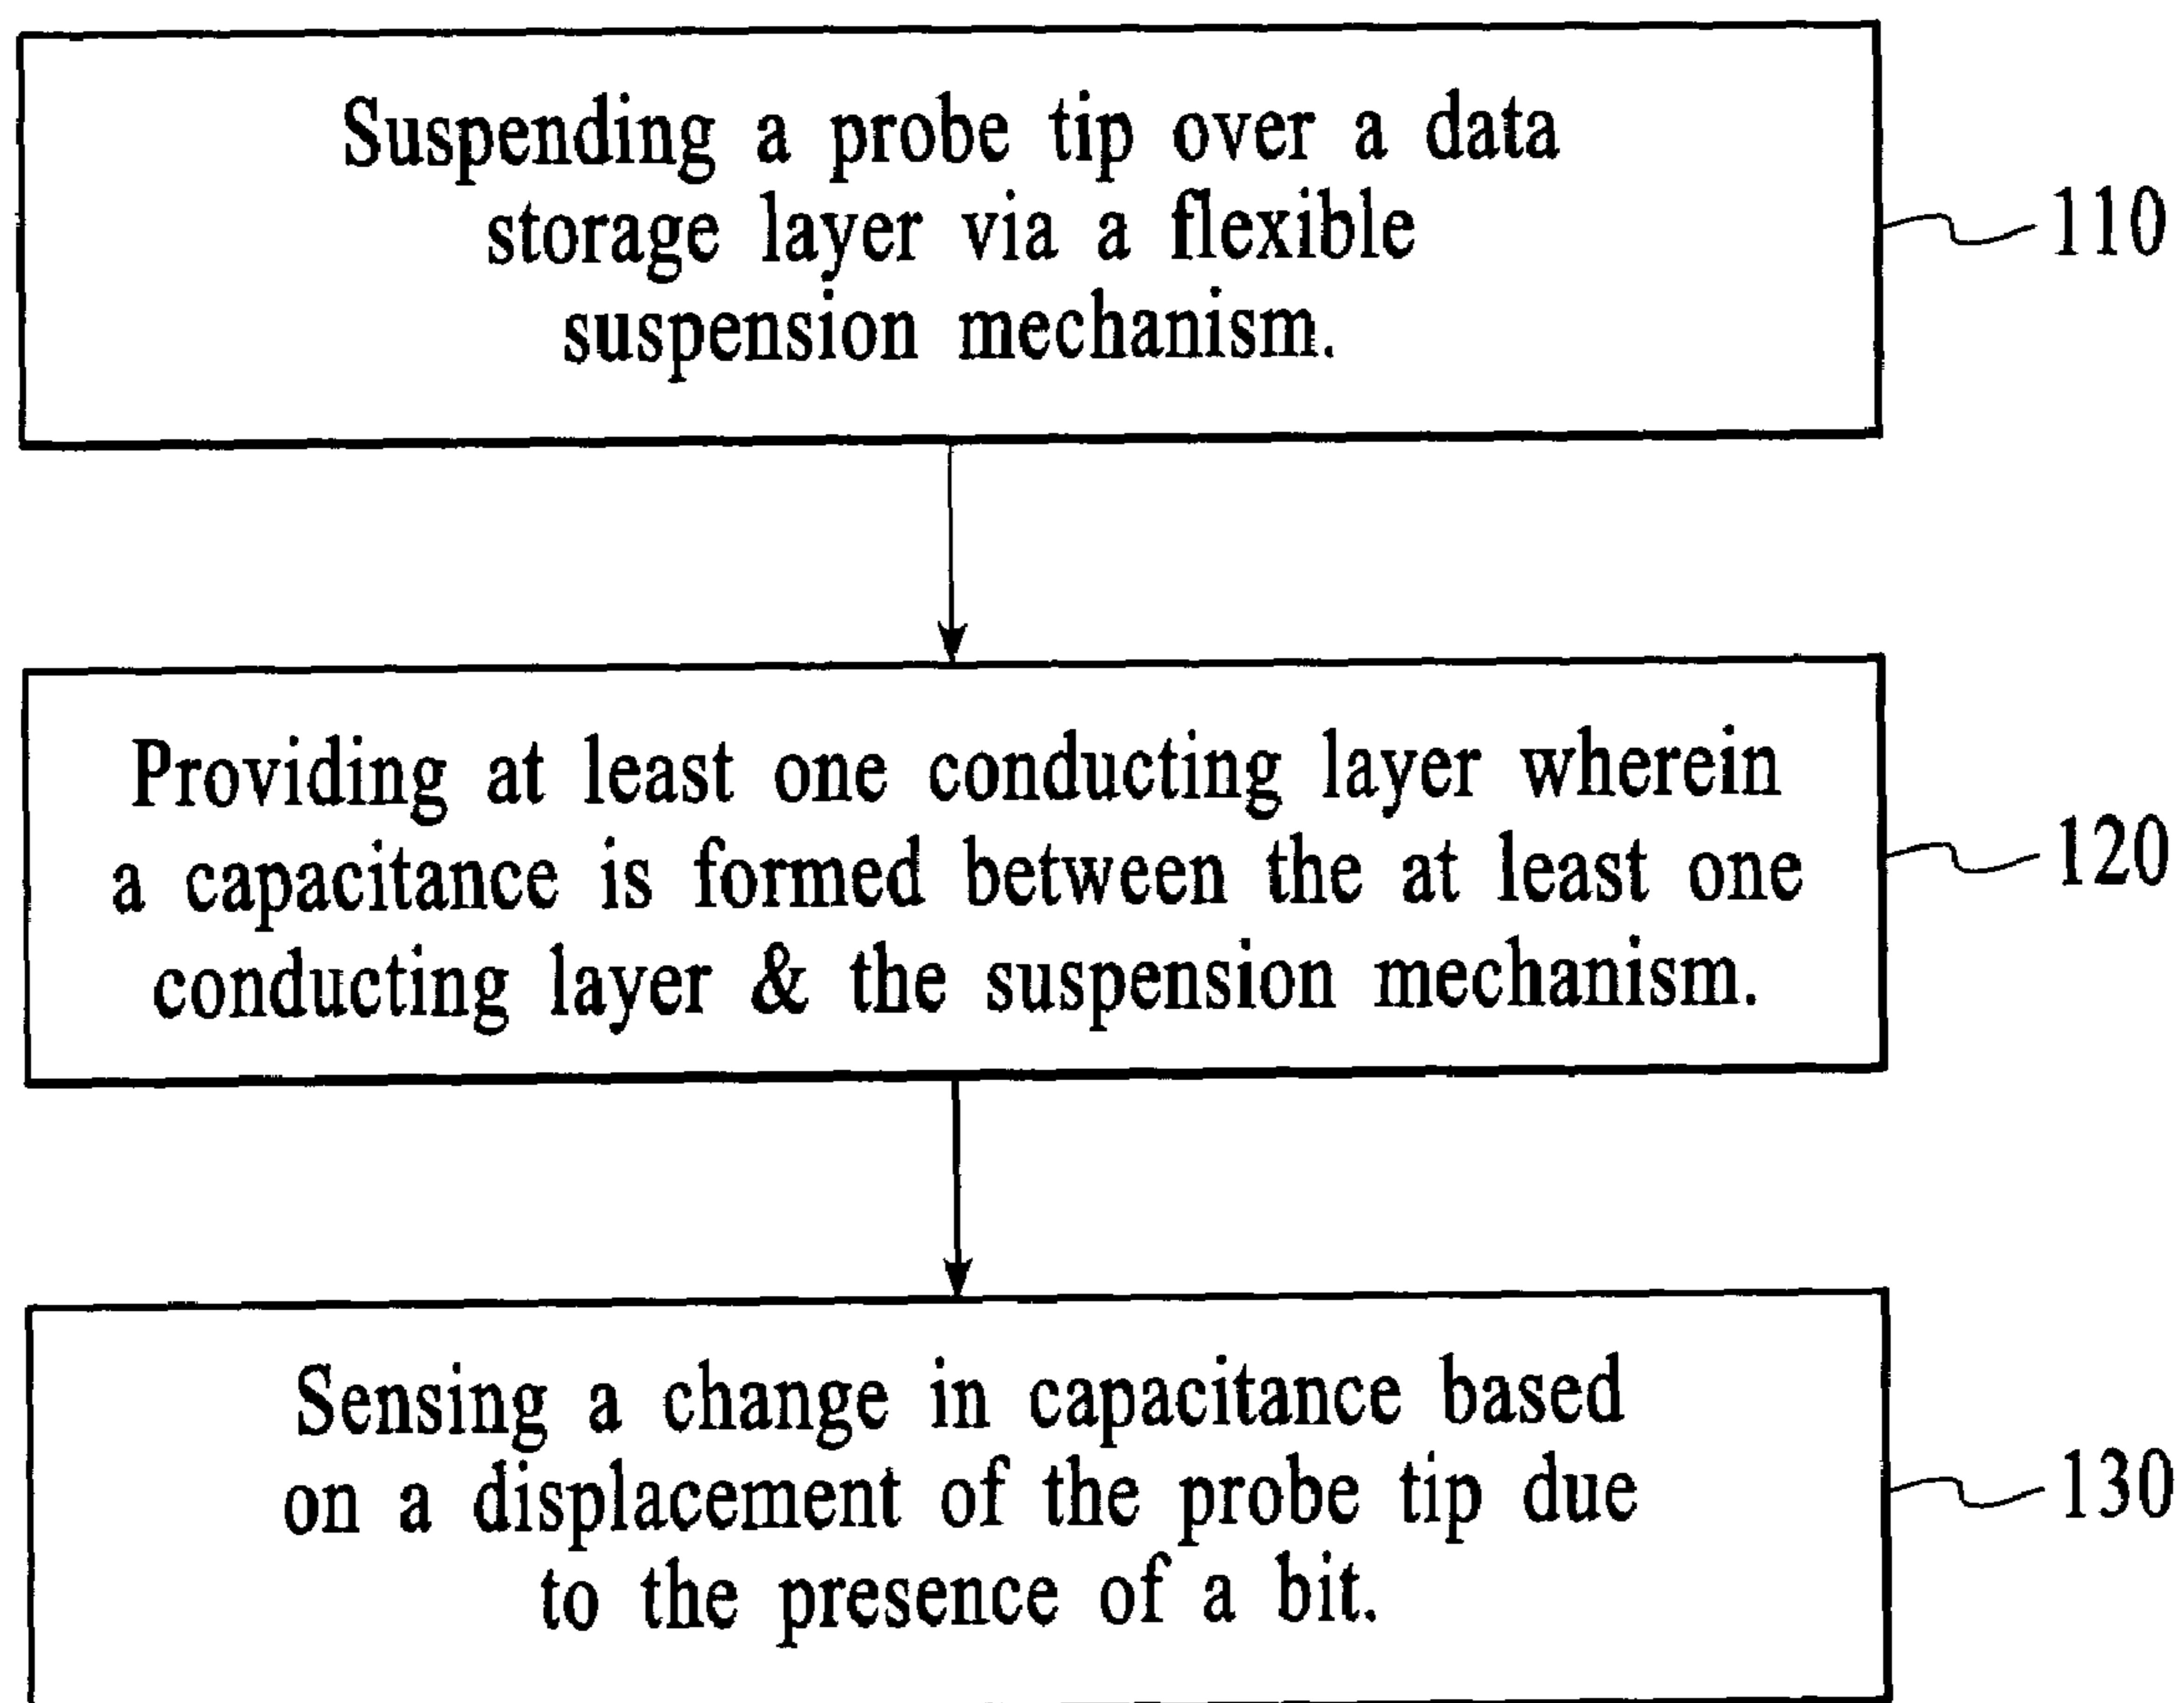 Suspending a probe tip over a data
storage layer via a flexible
suspension mechanism.
110
Providing at least one conducting layer wherein
a capacitance is formed between the at least one
conducting layer & the suspension mechanism.
120
Sensing a change in capacitance based
on a displacement of the probe tip due
to the presence of a bit.
130